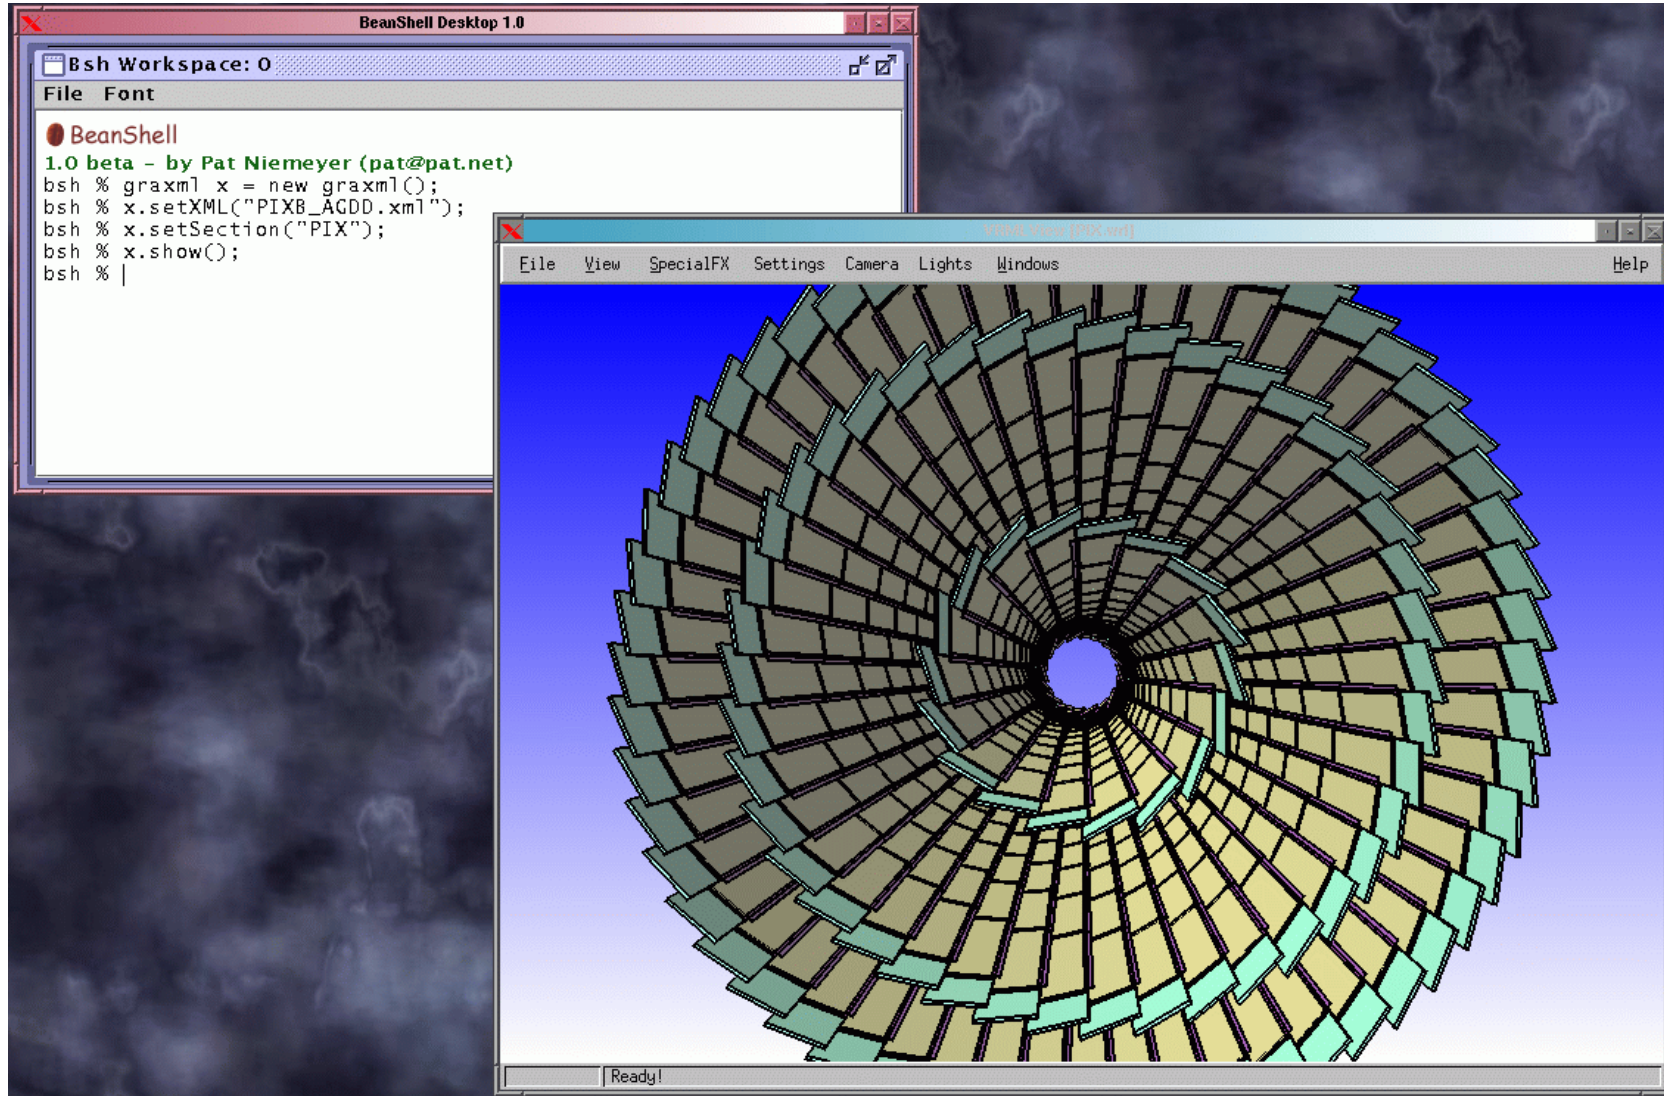 BeanShell Desktop 1.0
Bsh Workspace: 0
File Font
BeanShell
1.0 beta – by Pat Niemeyer (pat@pat.net)
bsh % graxml x = new graxml();
bsh % x.setXML("PIXB_AGDD.xml");
bsh % x.setSection("PIX");
bsh % x.show();
bsh %
File View SpecialFX Settings Camera Lights Windows Help
Ready!